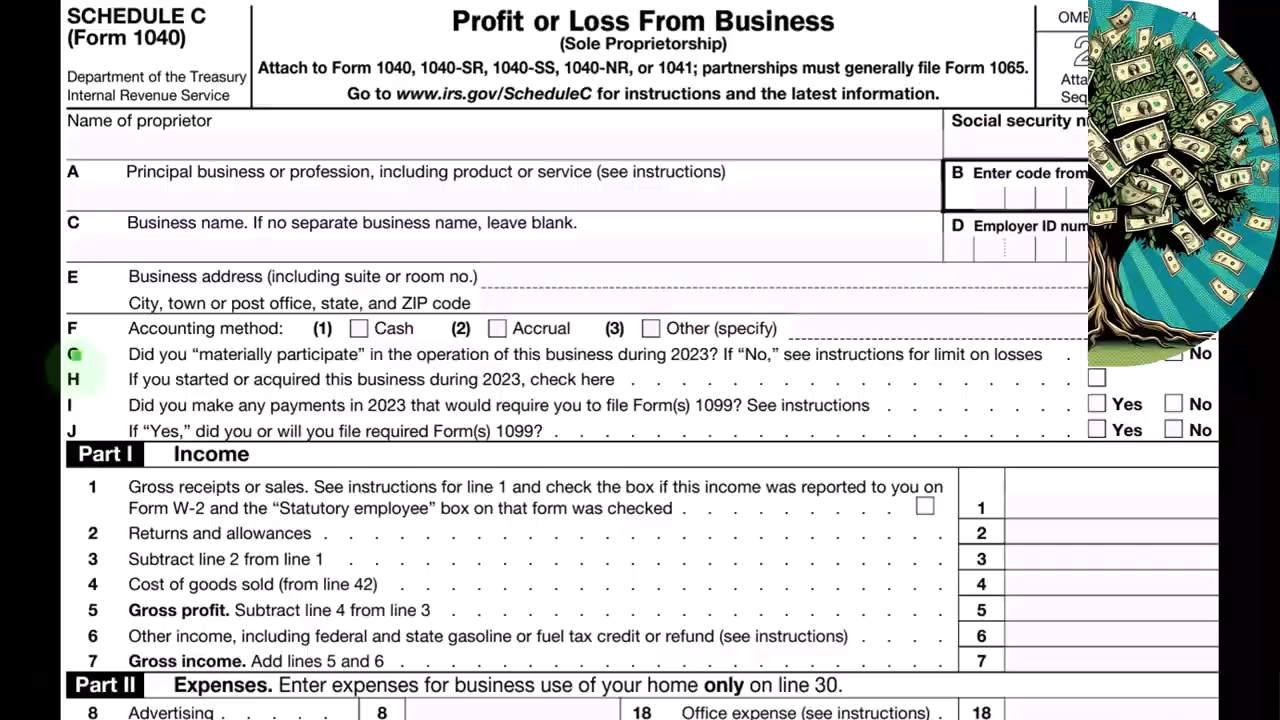 SCHEDULE C
(Form 1040)
Department of the Treasury
Internal Revenue Service
Profit or Loss From Business
(Sole Proprietorship)
Attach to Form 1040, 1040-SR, 1040-SS, 1040-NR, or 1041; partnerships must generally file Form 1065.
Go to www.irs.gov/ScheduleC for instructions and the latest information.
Name of proprietor
Social security
A Principal business or profession, including product or service (see instructions)
B Enter code from
C Business name. If no separate business name, leave blank.
D Employer ID
E Business address (including suite or room no.)
City, town or post office, state, and ZIP code
F Accounting method: (1) Cash (2) Accrual (3) Other (specify)
G Did you “materially participate” in the operation of this business during 2023? If “No,” see instructions for limit on losses . No
H If you started or acquired this business during 2023, check here . . . . . . . . . . . . . . . . . .
I Did you make any payments in 2023 that would require you to file Form(s) 1099? See instructions . . . . . . . . Yes No
J If “Yes,” did you or will you file required Form(s) 1099? . . . . . . . . . . . . . . . . . . . . . Yes No
Part I Income
1 Gross receipts or sales. See instructions for line 1 and check the box if this income was reported to you on
Form W-2 and the “Statutory employee” box on that form was checked . . . . . . . . . 1
2 Returns and allowances . . . . . . . . . . . . . . . . . . . . . . . . . 2
3 Subtract line 2 from line 1 . . . . . . . . . . . . . . . . . . . . . . . . 3
4 Cost of goods sold (from line 42) . . . . . . . . . . . . . . . . . . . . . . 4
5 Gross profit. Subtract line 4 from line 3 . . . . . . . . . . . . . . . . . . . . 5
6 Other income, including federal and state gasoline or fuel tax credit or refund (see instructions) . . . . 6
7 Gross income. Add lines 5 and 6 . . . . . . . . . . . . . . . . . . . . . . 7
Part II Expenses. Enter expenses for business use of your home only on line 30.
8 Advertising . . . . . 8
18 Office expense (see instructions) . 18